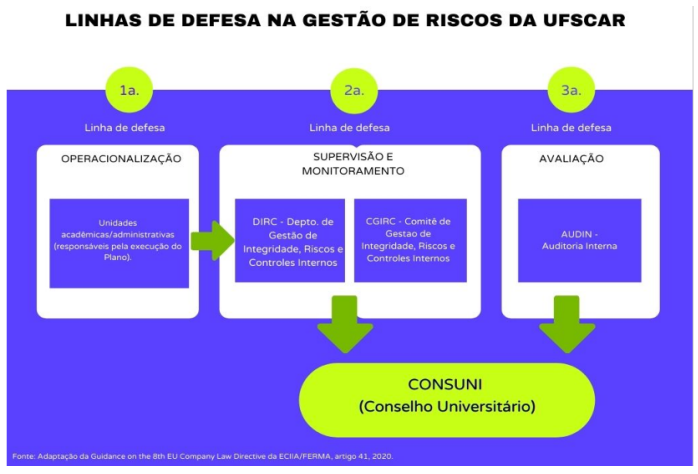 LINHAS DE DEFESA NA GESTÃO DE RISCOS DA UFSCAR
1a.
Linha de defesa
OPERACIONALIZAÇÃO
Unidades
acadêmicas/administrativas
(responsáveis pela execução do
Plano).
2a.
Linha de defesa
SUPERVISÃO E
MONITORAMENTO
DIRC - Depto. de
Gestão de
Integridade, Riscos e
Controles Internos
CGIRC - Comitê de
Gestao de
Integridade, Riscos e
Controles Internos
3a.
Linha de defesa
AVALIAÇÃO
AUDIN -
Auditoria Interna
CONSUNI
(Conselho Universitário)
Fonte: Adaptação da Guidance on the 8th EU Company Law Directive da ECIIA/FERMA, artigo 41, 2020.